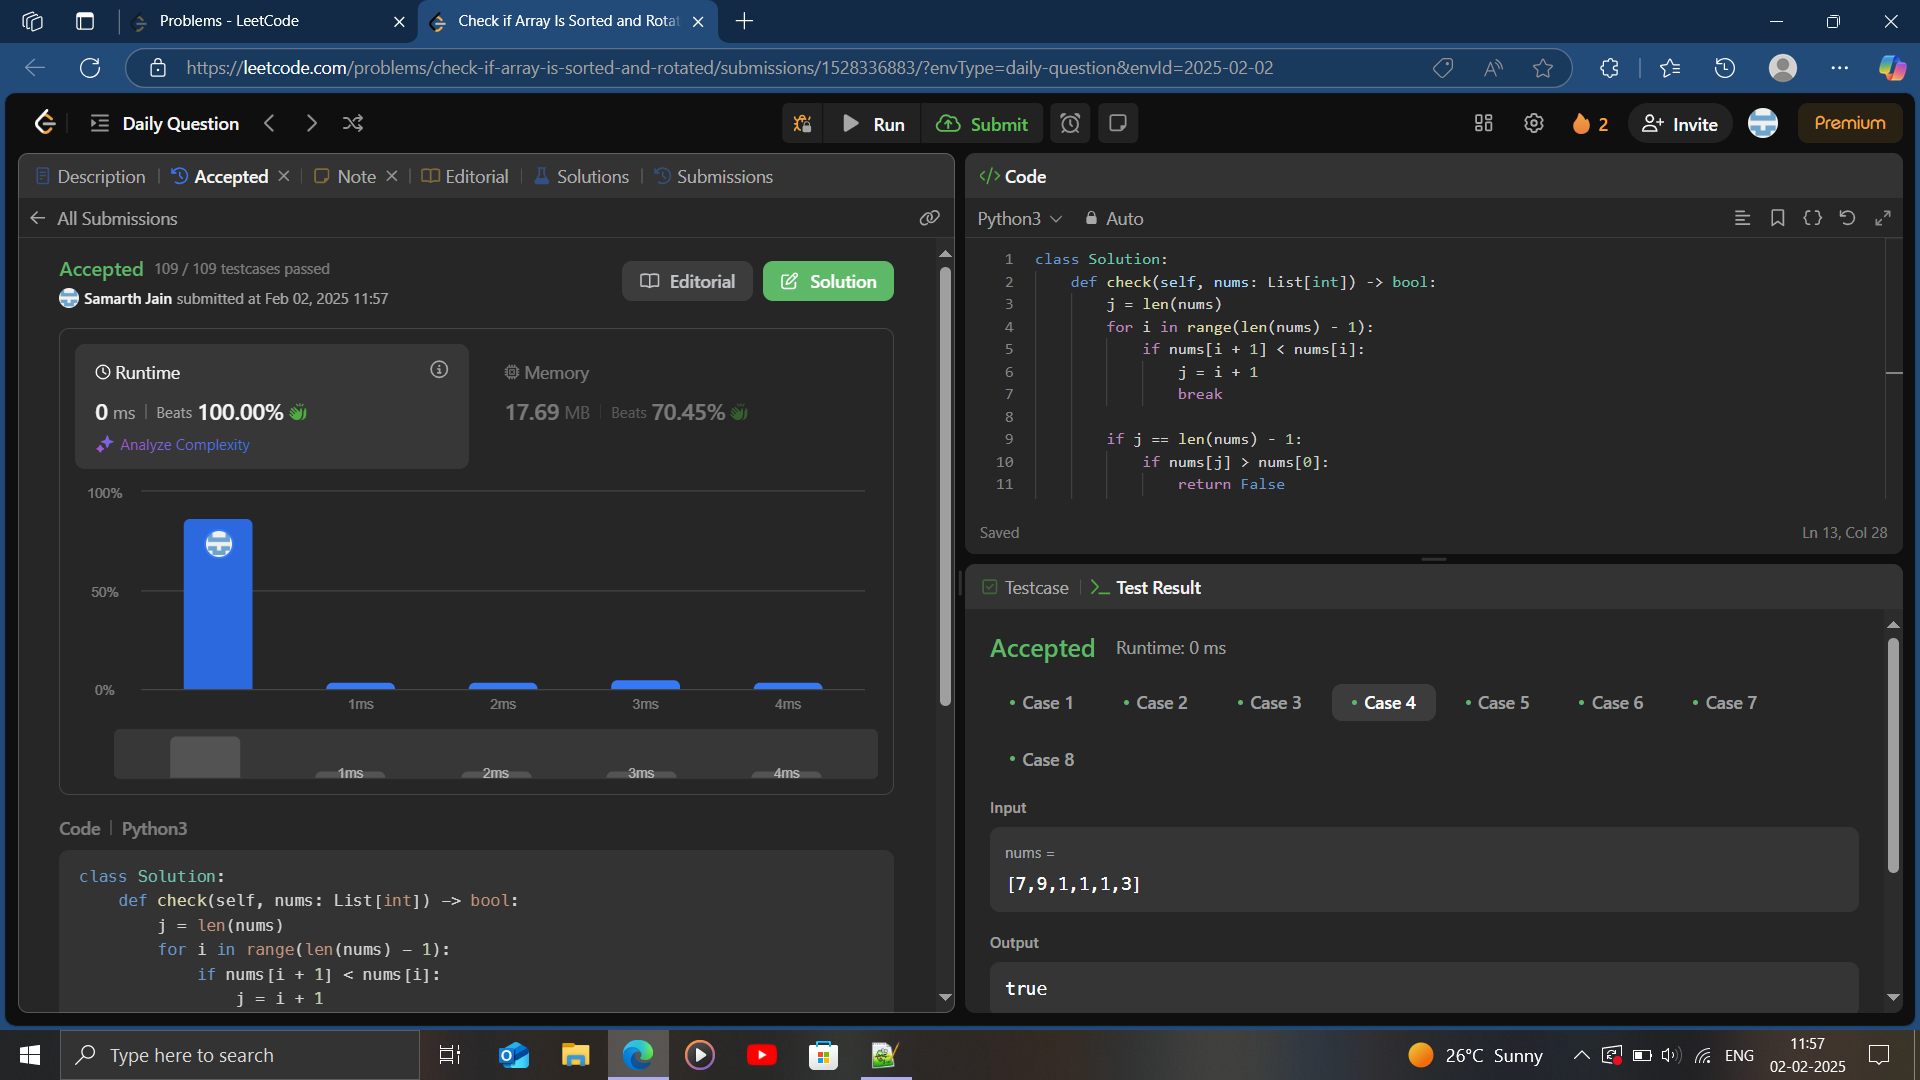 Problems - LeetCode
Check if Array Is Sorted and Rotat
https://leetcode.com/problems/check-if-array-is-sorted-and-rotated/submissions/1528336883/?envType=daily-question&envId=2025-02-02
Daily Question
Run
Submit
2
Invite
Premium
Description
Accepted
Note
Editorial
Solutions
Submissions
All Submissions
Accepted 109 / 109 testcases passed
Samarth Jain submitted at Feb 02, 2025 11:57
Editorial
Solution
Runtime
0 ms | Beats 100.00%
Analyze Complexity
Memory
17.69 MB | Beats 70.45%
100%
50%
0%
1ms
2ms
3ms
4ms
1ms
2ms
3ms
4ms
Code | Python3
class Solution:
    def check(self, nums: List[int]) -> bool:
        j = len(nums)
        for i in range(len(nums) - 1):
            if nums[i + 1] < nums[i]:
                j = i + 1
</> Code
Python3
Auto
1 class Solution:
2     def check(self, nums: List[int]) -> bool:
3         j = len(nums)
4         for i in range(len(nums) - 1):
5             if nums[i + 1] < nums[i]:
6                 j = i + 1
7                 break
8
9         if j == len(nums) - 1:
10             if nums[j] > nums[0]:
11                 return False
Saved
Ln 13, Col 28
Testcase
Test Result
Accepted
Runtime: 0 ms
Case 1
Case 2
Case 3
Case 4
Case 5
Case 6
Case 7
Case 8
Input
nums =
[7,9,1,1,1,3]
Output
true
Type here to search
26°C Sunny
ENG
11:57
02-02-2025